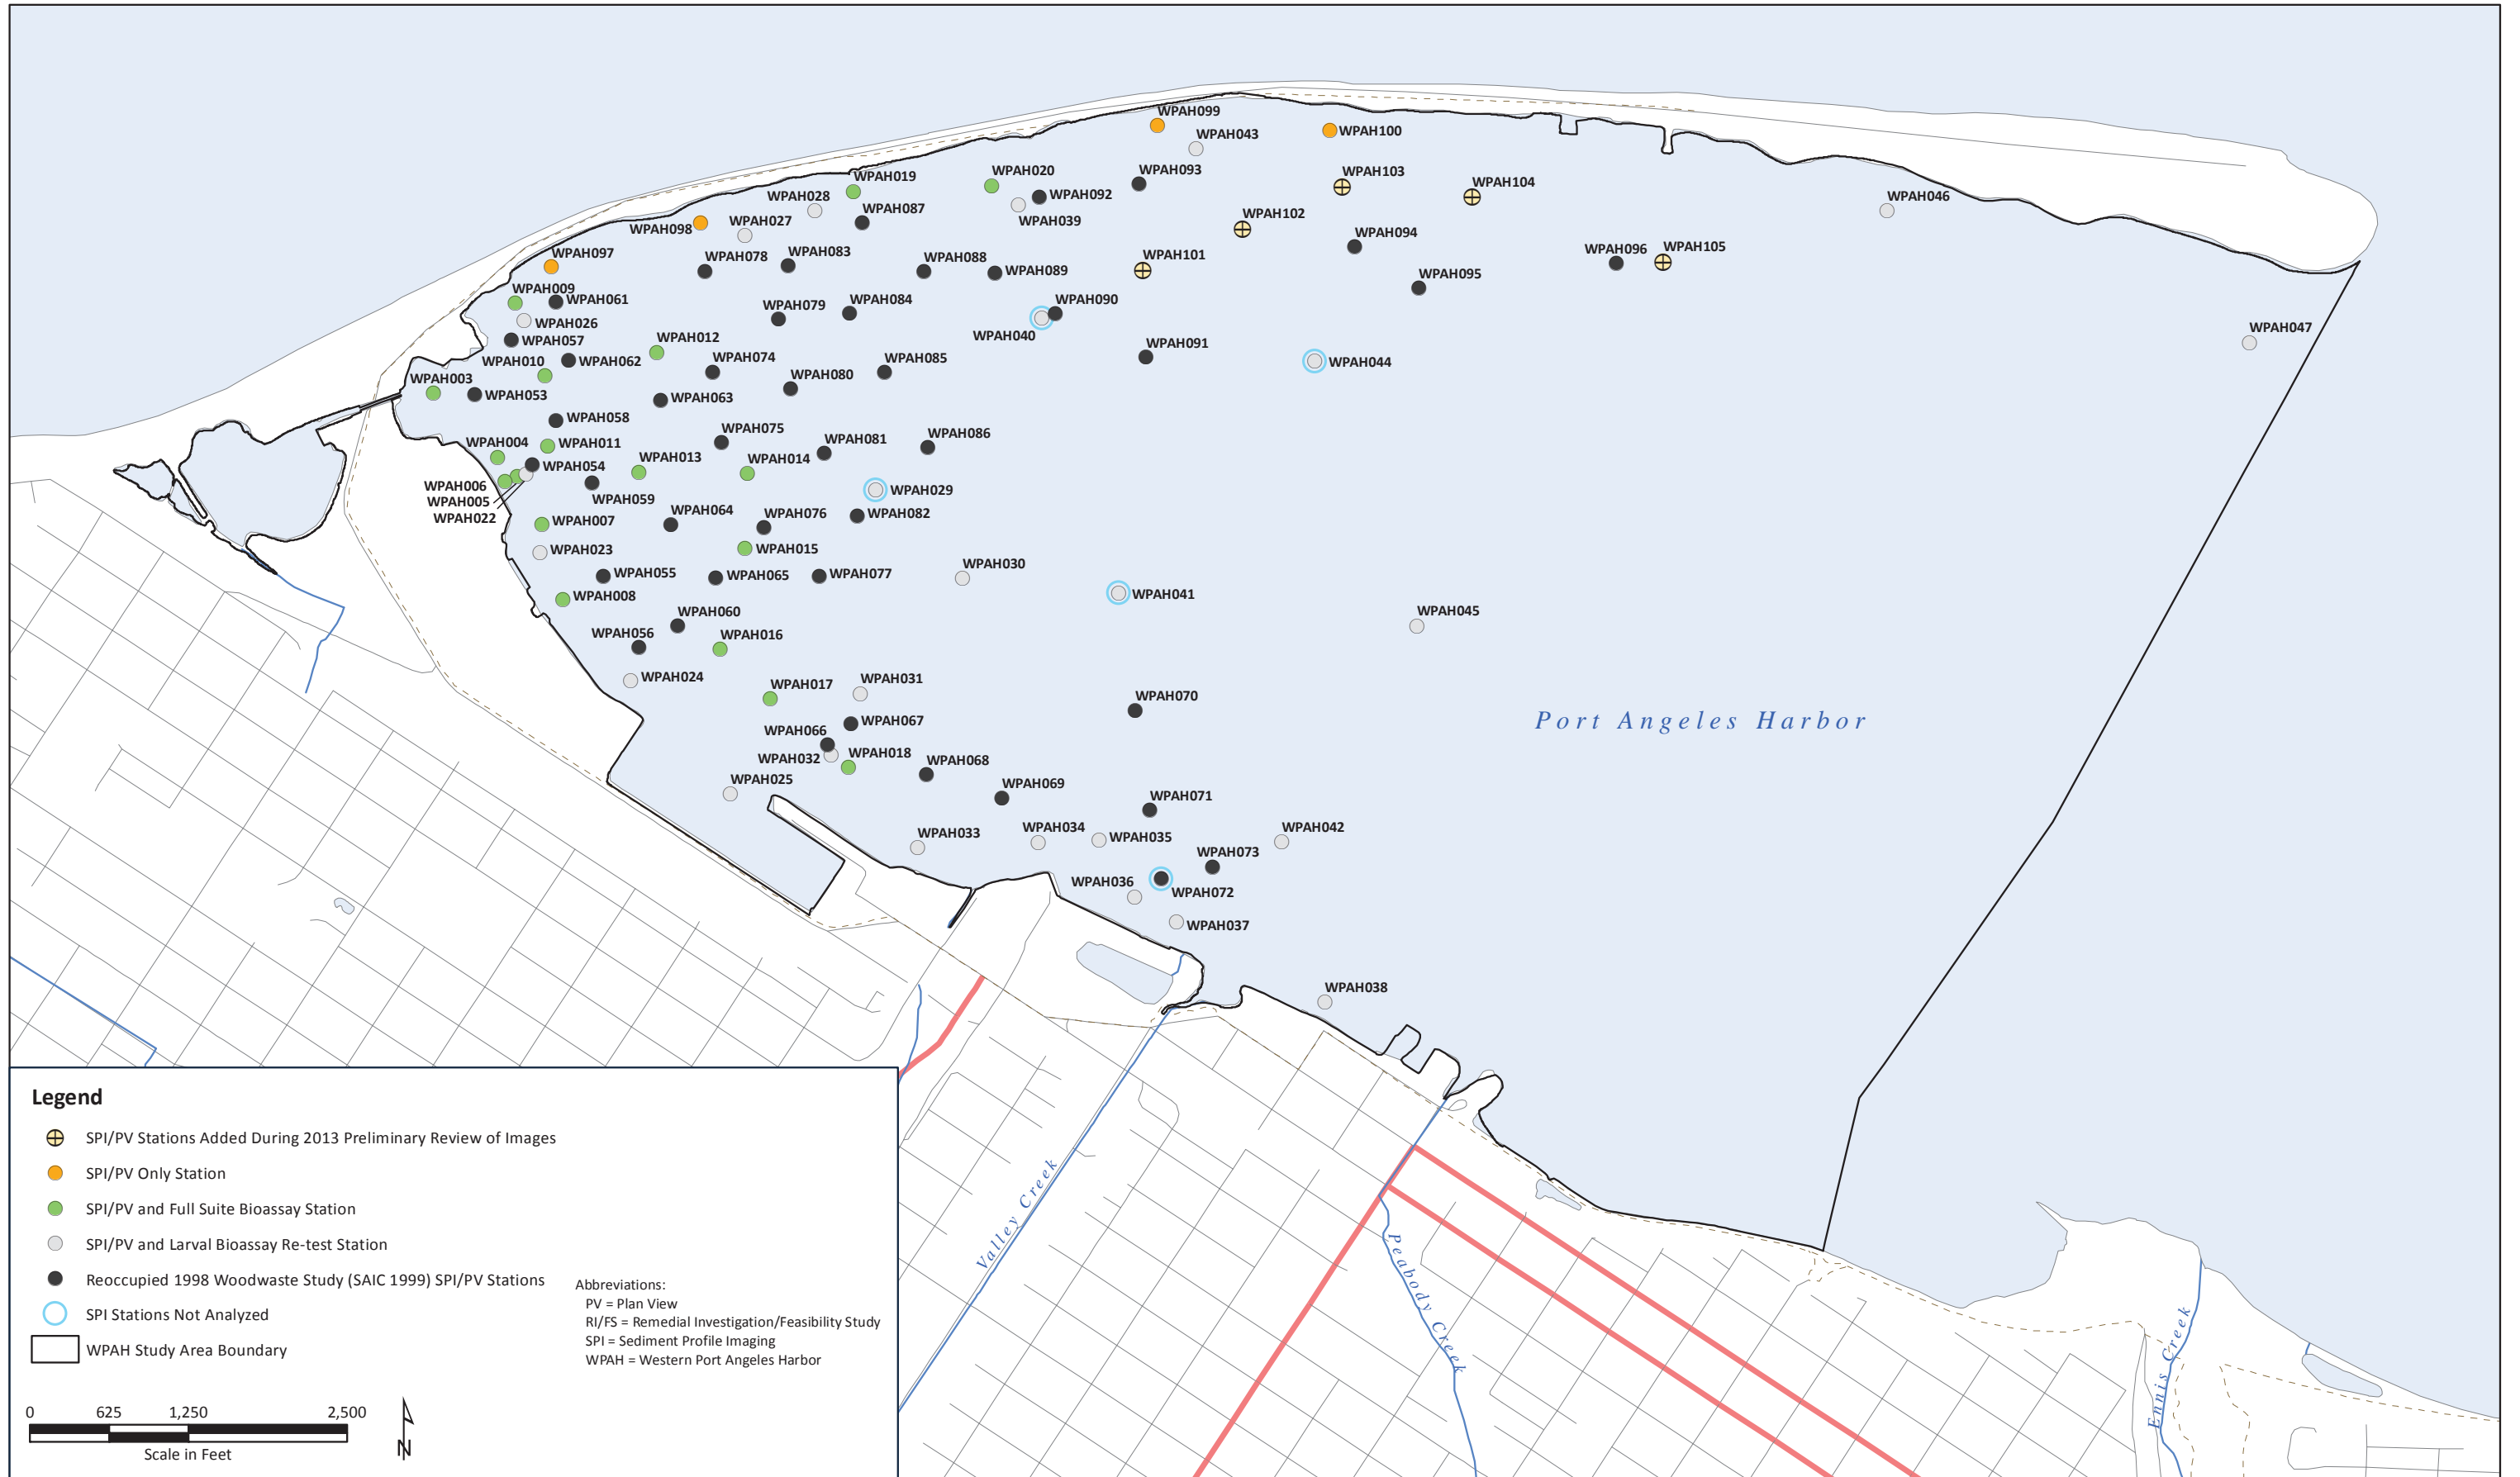 WPAH099
WPAH043
WPAH100
WPAH093
WPAH103
WPAH104
WPAH020
WPAH019
WPAH092
WPAH028
WPAH046
WPAH039
WPAH087
WPAH027
WPAH102
WPAH098
WPAH094
WPAH096
WPAH105
WPAH097
WPAH078
WPAH083
WPAH088
WPAH089
WPAH101
WPAH095
WPAH009
WPAH061
WPAH026
WPAH079
WPAH084
WPAH090
WPAH040
WPAH047
WPAH057
WPAH012
WPAH091
WPAH010
WPAH062
WPAH074
WPAH085
WPAH044
WPAH003
WPAH053
WPAH080
WPAH063
WPAH058
WPAH075
WPAH086
WPAH004
WPAH011
WPAH081
WPAH013
WPAH014
WPAH054
WPAH006
WPAH005
WPAH022
WPAH059
WPAH029
WPAH064
WPAH076
WPAH082
WPAH007
WPAH023
WPAH015
WPAH030
WPAH055
WPAH065
WPAH077
WPAH008
WPAH041
WPAH060
WPAH045
WPAH056
WPAH016
WPAH024
WPAH017
WPAH031
WPAH070
WPAH067
Port Angeles Harbor
WPAH066
WPAH032
WPAH018
WPAH068
WPAH025
WPAH069
WPAH071
WPAH033
WPAH034
WPAH035
WPAH042
WPAH073
WPAH036
WPAH072
WPAH037
WPAH038
Valley Creek
Peabody Creek
Ennis Creek
Legend
SPI/PV Stations Added During 2013 Preliminary Review of Images
SPI/PV Only Station
SPI/PV and Full Suite Bioassay Station
SPI/PV and Larval Bioassay Re-test Station
Reoccupied 1998 Woodwaste Study (SAIC 1999) SPI/PV Stations
SPI Stations Not Analyzed
WPAH Study Area Boundary
Abbreviations:
PV = Plan View
RI/FS = Remedial Investigation/Feasibility Study
SPI = Sediment Profile Imaging
WPAH = Western Port Angeles Harbor
0 625 1,250 2,500
Scale in Feet
N